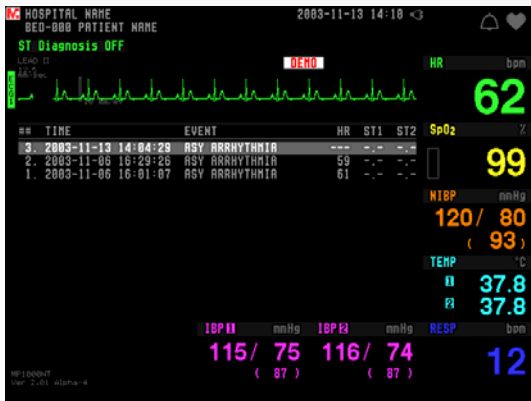 M HOSPITAL NAME 2003-11-13 14:10
BED-000 PATIENT NAME
ST Diagnosis OFF
LEAD II
DEMO
HR bpm
62
## TIME EVENT HR ST1 ST2
3. 2003-11-13 14:04:29 ASY ARRHYTHMIA --- -.- -.-
2. 2003-11-06 16:29:26 ASY ARRHYTHMIA 59 -.- -.-
1. 2003-11-06 16:01:07 ASY ARRHYTHMIA 61 -.- -.-
SpO2 %
99
NIBP mmHg
120/ 80
( 93 )
TEMP °C
1 37.8
2 37.8
IBP 1 mmHg IBP 2 mmHg RESP bpm
115/ 75 116/ 74 12
( 87 ) ( 87 )
MP1000NT
Ver 2.01 Alpha-4